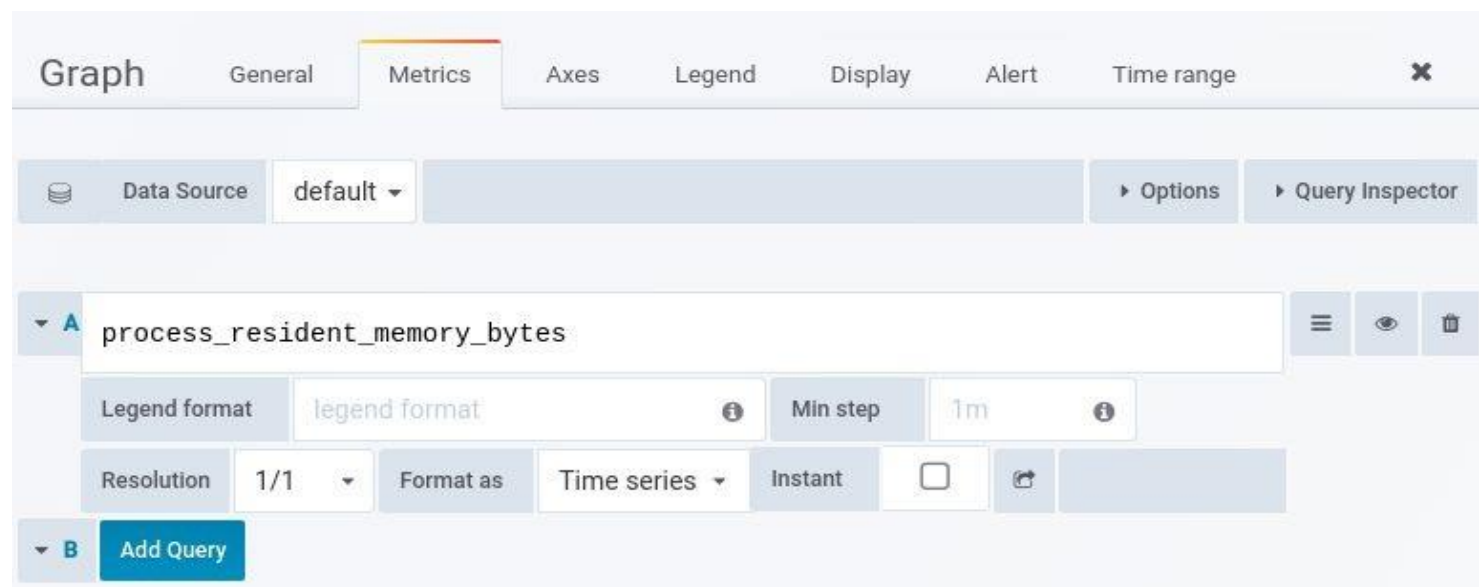 Graph General Metrics Axes Legend Display Alert Time range
Data Source default Options Query Inspector
A process_resident_memory_bytes
Legend format legend format Min step 1m
Resolution 1/1 Format as Time series Instant
B Add Query